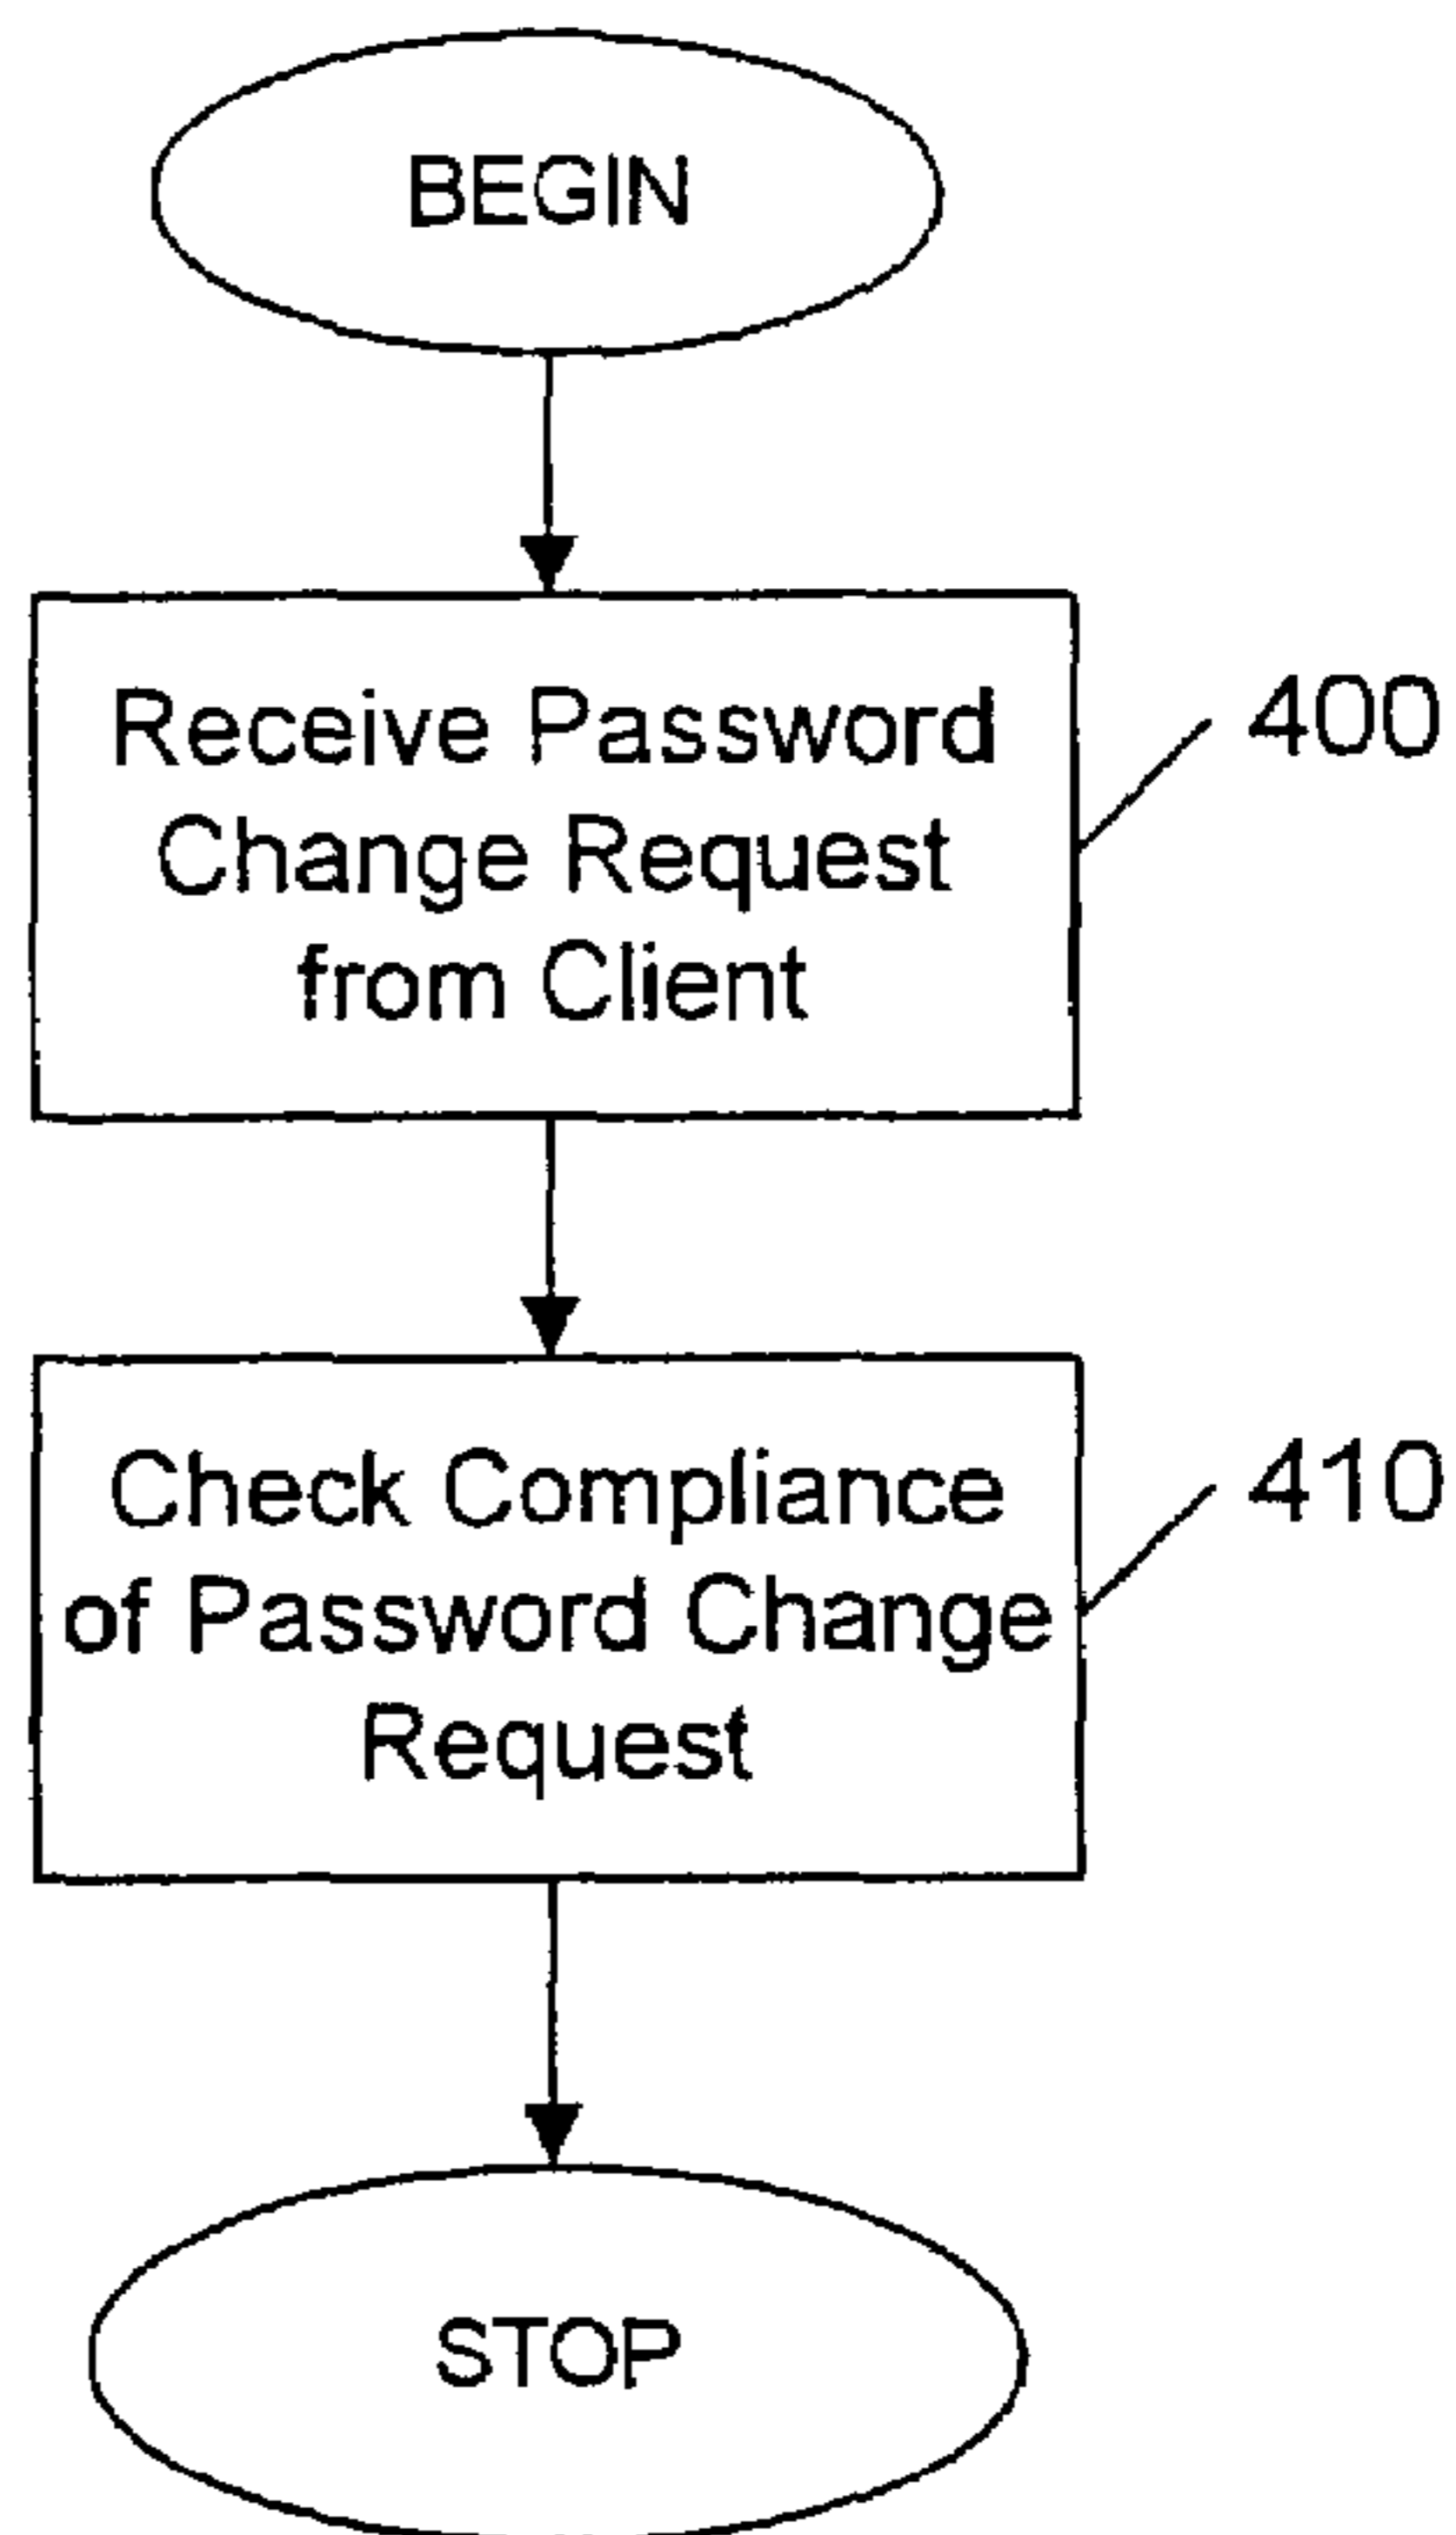 BEGIN
Receive Password
Change Request
from Client
400
Check Compliance
of Password Change
Request
410
STOP